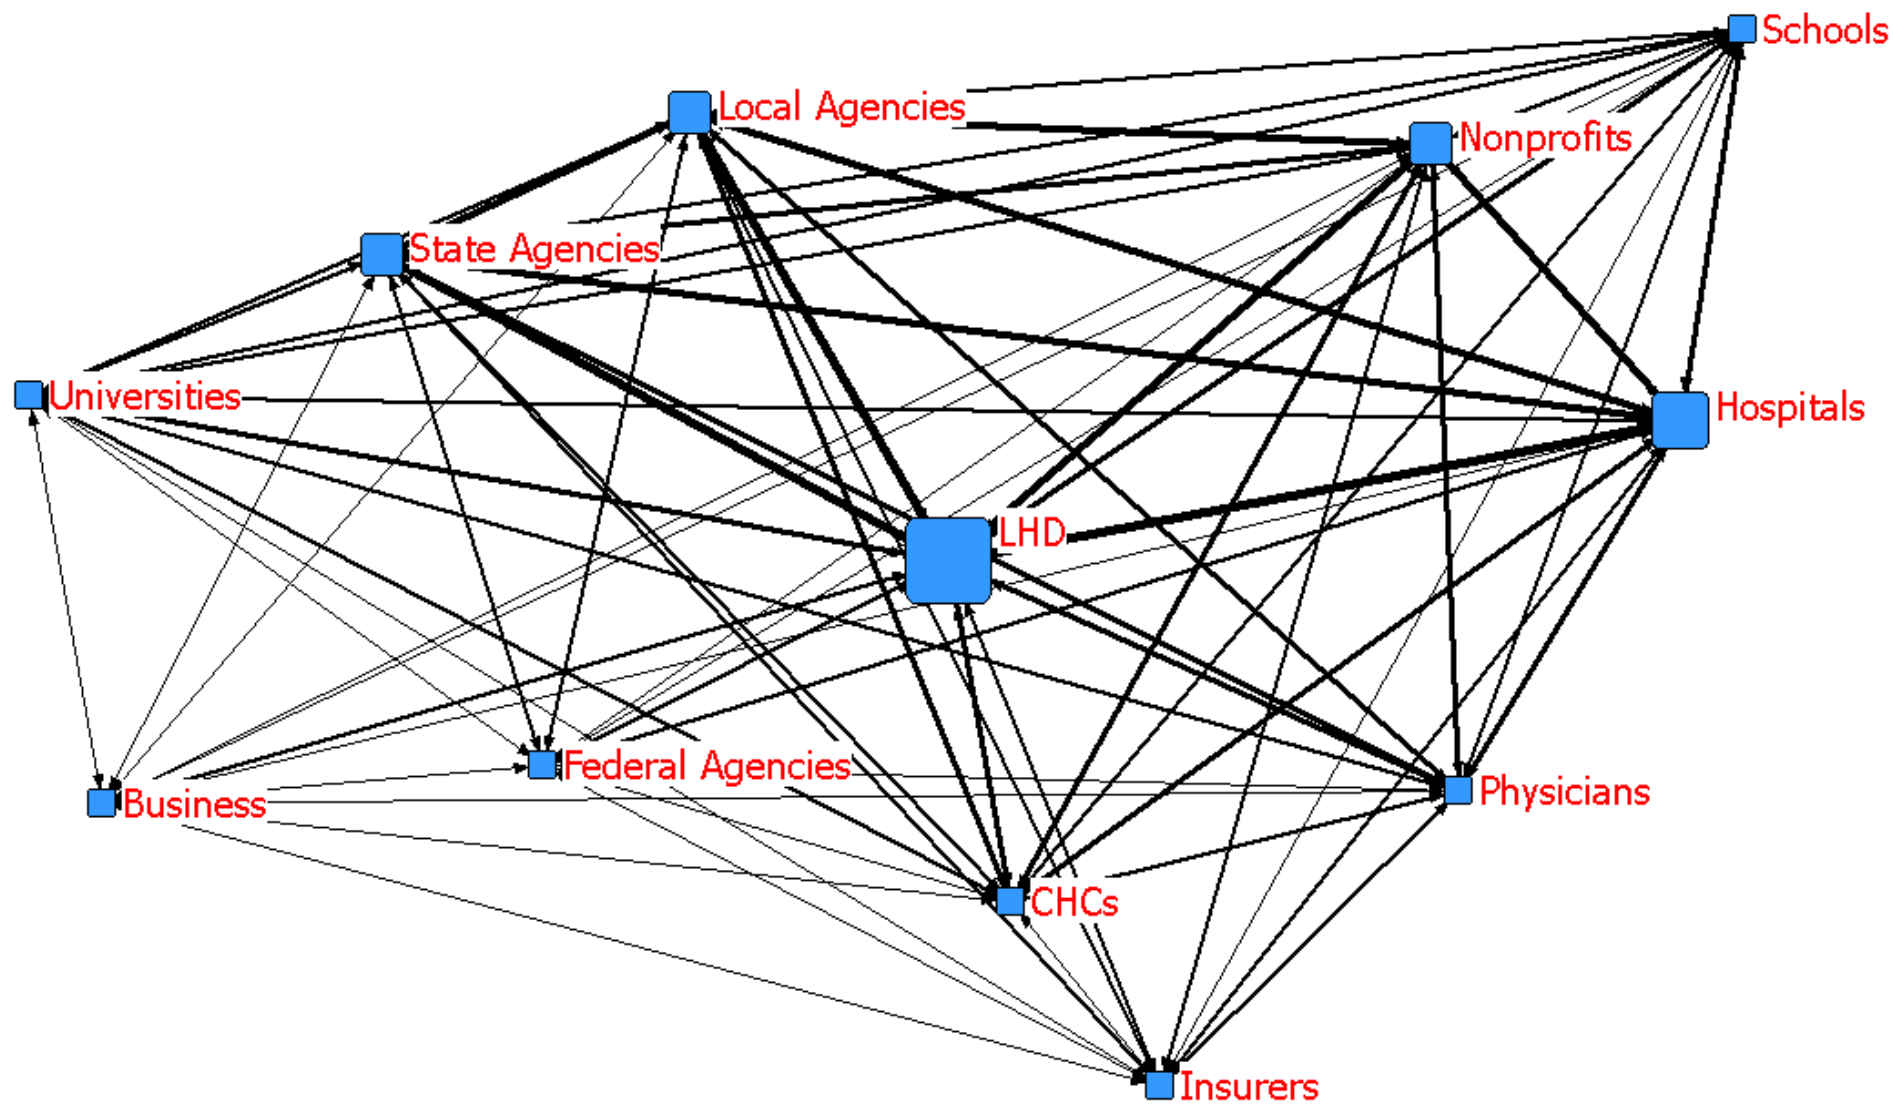 Schools
Local Agencies
Nonprofits
State Agencies
Universities
Hospitals
LHD
Federal Agencies
Business
Physicians
CHCs
Insurers